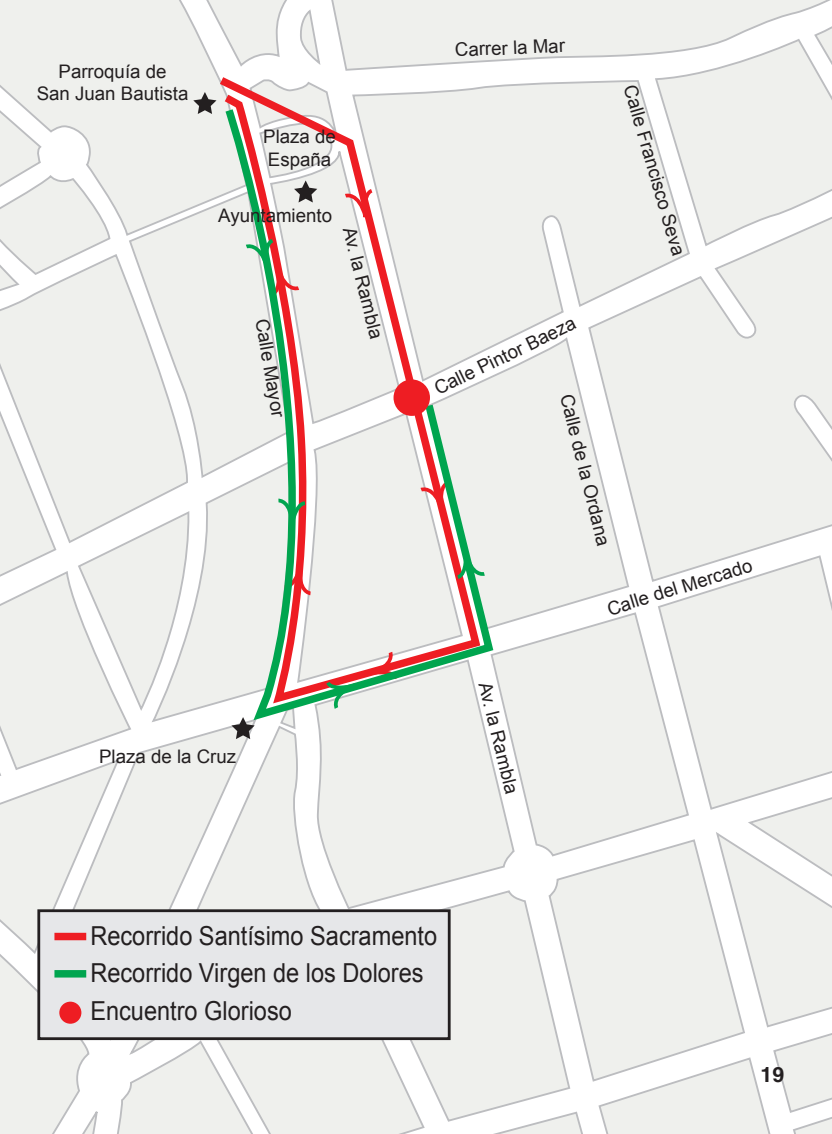 Carrer la Mar
Parroquía de
San Juan Bautista
Calle Francisco Seva
Plaza de
España
Ayuntamiento
Av. la Rambla
Calle Mayor
Calle Pintor Baeza
Calle de la Ordana
Calle del Mercado
Av. la Rambla
Plaza de la Cruz
Recorrido Santísimo Sacramento
Recorrido Virgen de los Dolores
Encuentro Glorioso
19